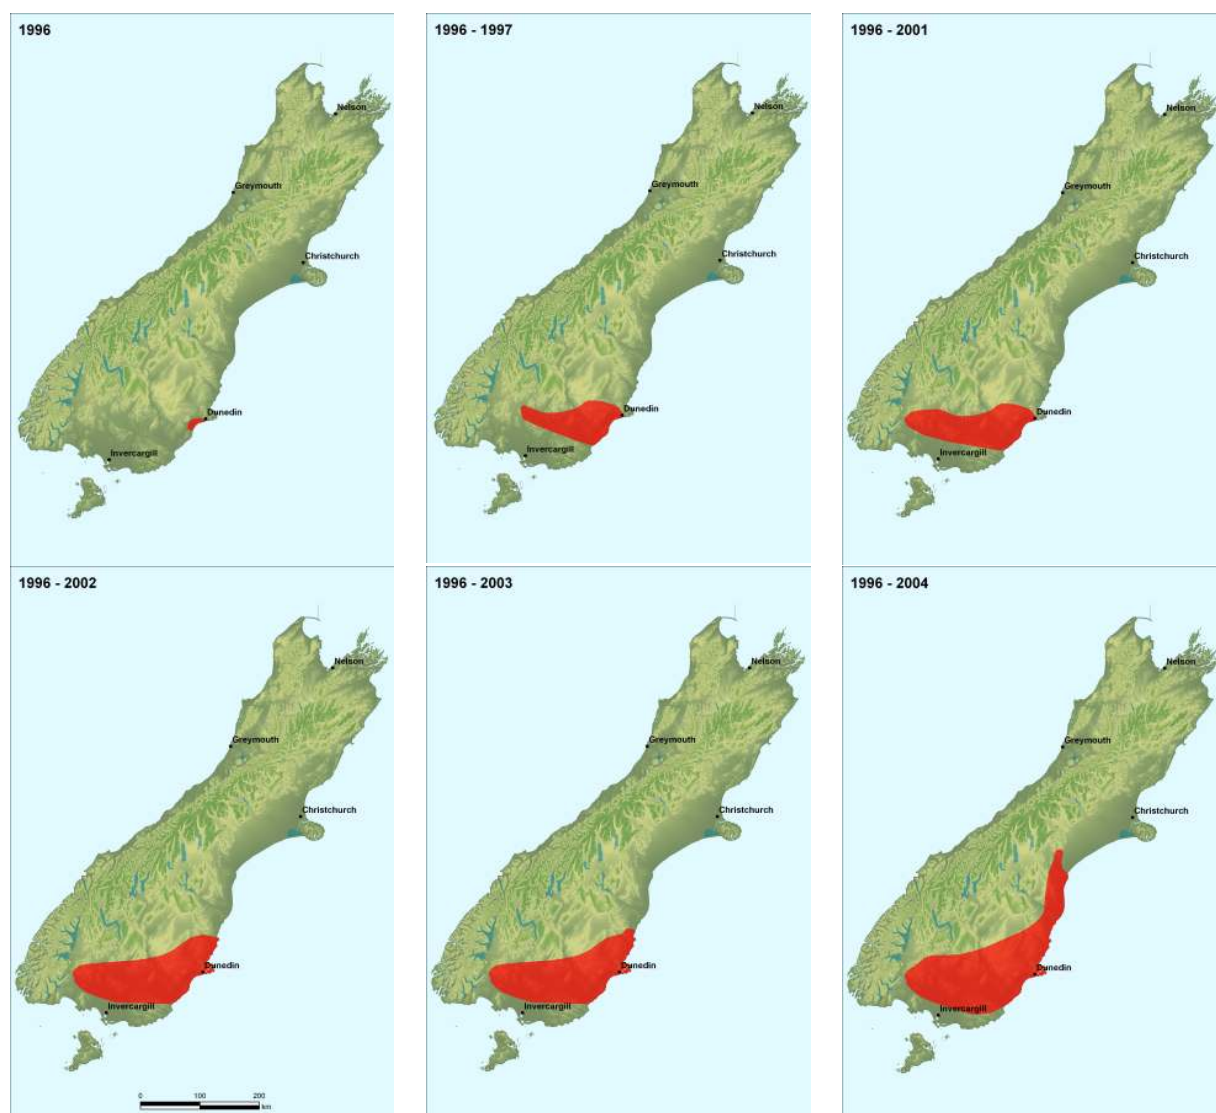 1996
Nelson
Greymouth
Christchurch
Dunedin
Invercargill
1996 - 1997
Nelson
Greymouth
Christchurch
Dunedin
Invercargill
1996 - 2001
Nelson
Greymouth
Christchurch
Dunedin
Invercargill
1996 - 2002
Nelson
Greymouth
Christchurch
Dunedin
Invercargill
0 100 200
km
1996 - 2003
Nelson
Greymouth
Christchurch
Dunedin
Invercargill
1996 - 2004
Nelson
Greymouth
Christchurch
Dunedin
Invercargill